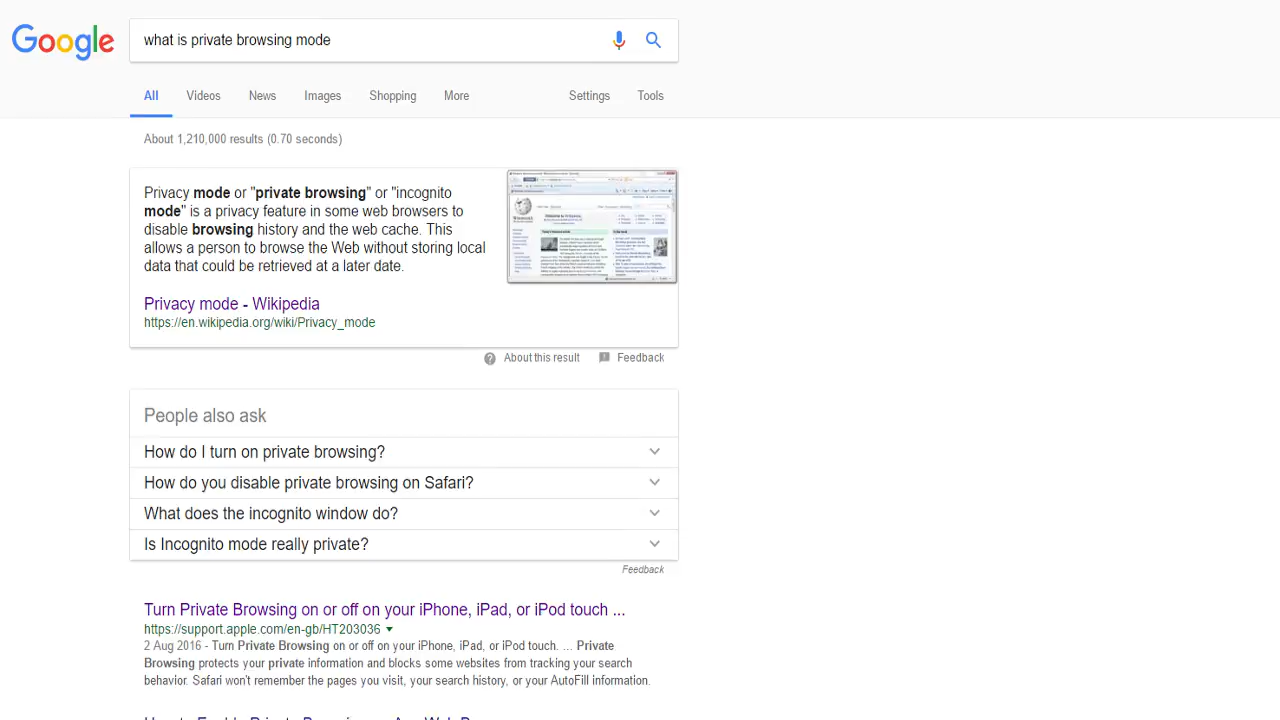 Google
what is private browsing mode
All Videos News Images Shopping More Settings Tools
About 1,210,000 results (0.70 seconds)
Privacy mode or "private browsing" or "incognito
mode" is a privacy feature in some web browsers to
disable browsing history and the web cache. This
allows a person to browse the Web without storing local
data that could be retrieved at a later date.
Privacy mode - Wikipedia
https://en.wikipedia.org/wiki/Privacy_mode
About this result Feedback
People also ask
How do I turn on private browsing?
How do you disable private browsing on Safari?
What does the incognito window do?
Is Incognito mode really private?
Feedback
Turn Private Browsing on or off on your iPhone, iPad, or iPod touch ...
https://support.apple.com/en-gb/HT203036
2 Aug 2016 - Turn Private Browsing on or off on your iPhone, iPad, or iPod touch. ... Private
Browsing protects your private information and blocks some websites from tracking your search
behavior. Safari won't remember the pages you visit, your search history, or your AutoFill information.